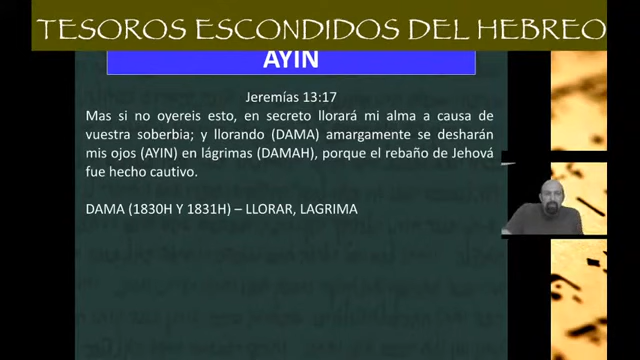 TESOROS ESCONDIDOS DEL HEBREO
AYIN
Jeremías 13:17
Mas si no oyereis esto, en secreto llorará mi alma a causa de
vuestra soberbia; y llorando (DAMA) amargamente se desharán
mis ojos (AYIN) en lágrimas (DAMAH), porque el rebaño de Jehová
fue hecho cautivo.
DAMA (1830H Y 1831H) – LLORAR, LAGRIMA